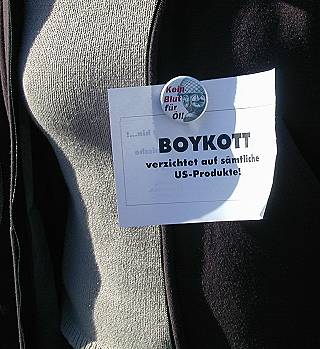 Kein
Blut
für
Öl!
BOYKOTT
verzichtet auf sämtliche
US-Produkte!